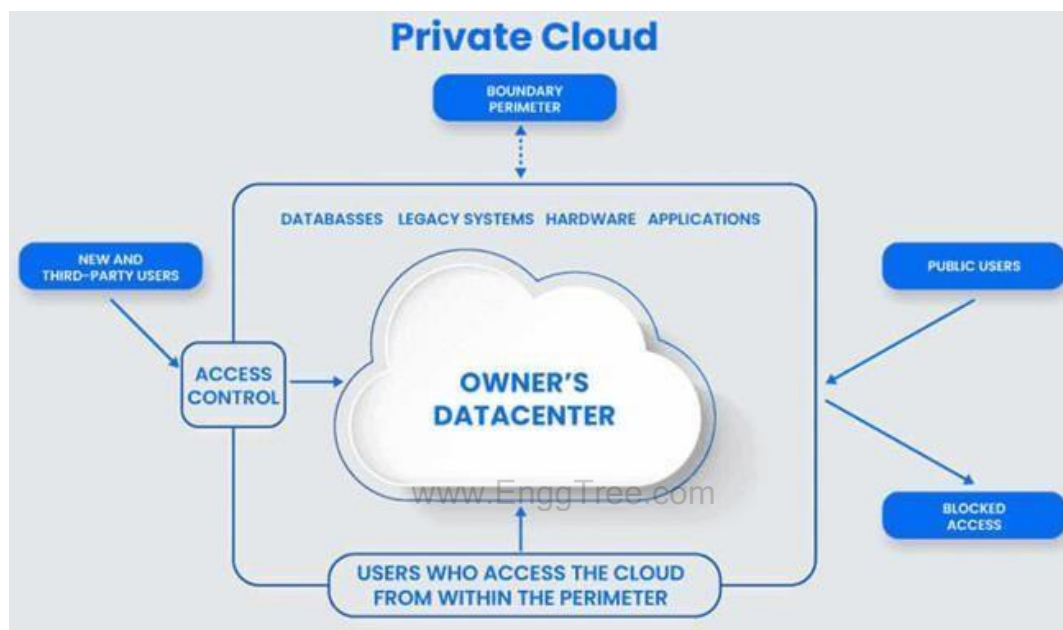 Private Cloud
BOUNDARY
PERIMETER
DATABASSES LEGACY SYSTEMS HARDWARE APPLICATIONS
NEW AND
THIRD-PARTY USERS
PUBLIC USERS
ACCESS
CONTROL
OWNER'S
DATACENTER
www.EnggTree.com
BLOCKED
ACCESS
USERS WHO ACCESS THE CLOUD
FROM WITHIN THE PERIMETER